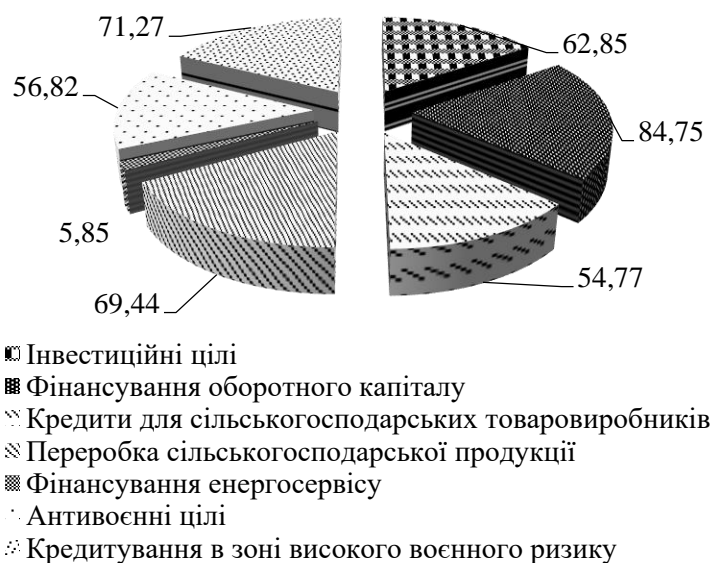 71,27
62,85
56,82
84,75
5,85
54,77
69,44
Інвестиційні цілі
Фінансування оборотного капіталу
Кредити для сільськогосподарських товаровиробників
Переробка сільськогосподарської продукції
Фінансування енергосервісу
Антивоєнні цілі
Кредитування в зоні високого воєнного ризику